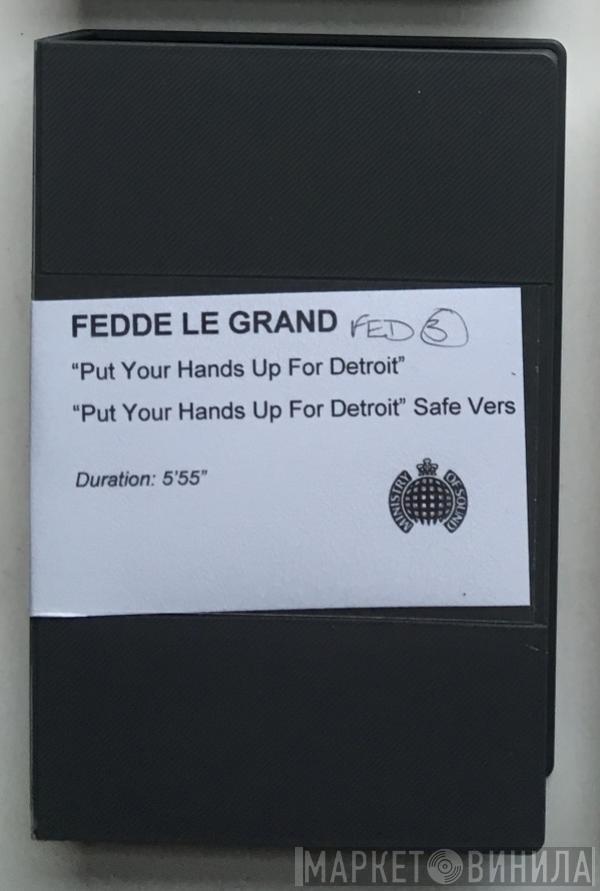 FEDDE LE GRAND FED 3
“Put Your Hands Up For Detroit”
“Put Your Hands Up For Detroit” Safe Vers
Duration: 5’55”
MINISTRY OF SOUND
МАРКЕТ ВИНИЛА